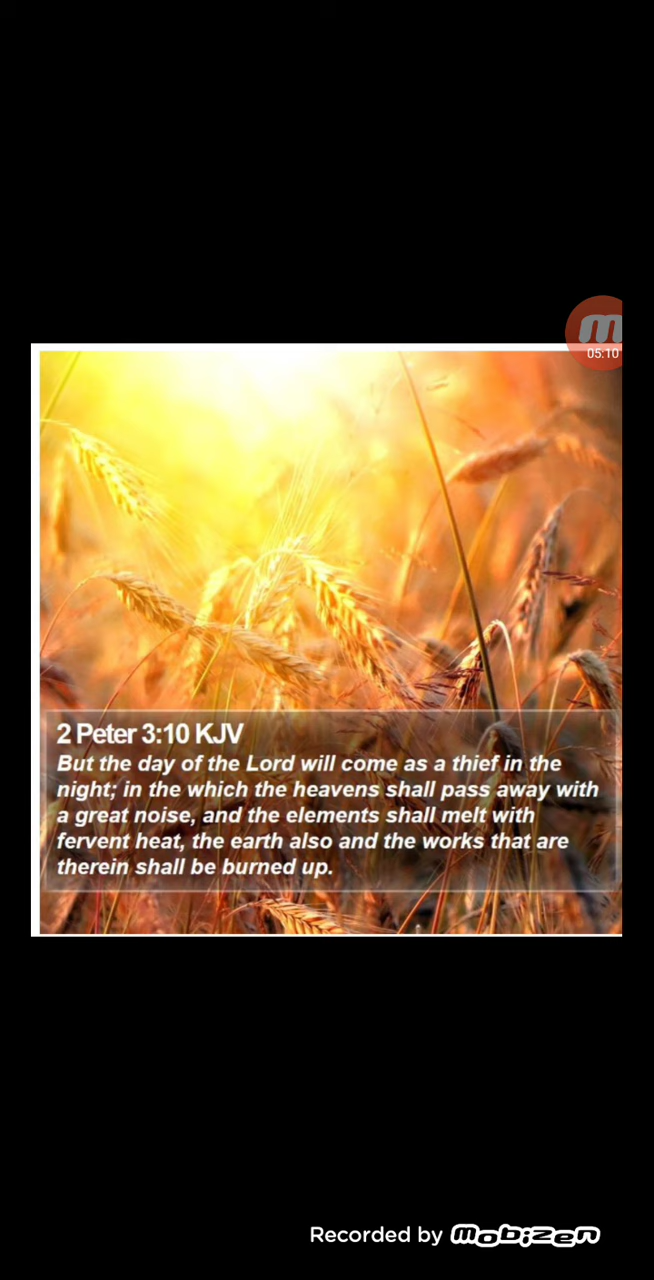 m
05:10
2 Peter 3:10 KJV
But the day of the Lord will come as a thief in the
night; in the which the heavens shall pass away with
a great noise, and the elements shall melt with
fervent heat, the earth also and the works that are
therein shall be burned up.
Recorded by mobizen